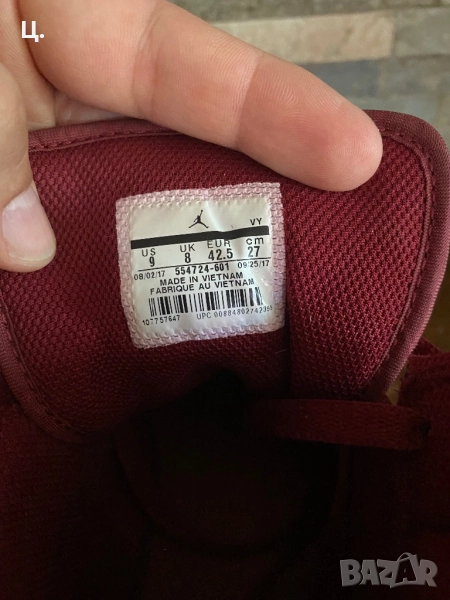 Ц.
VY
US UK EUR cm
9 8 42.5 27
08/02/17 554724-601 09/25/17
MADE IN VIETNAM
FABRIQUE AU VIETNAM
107757647
BAZAR